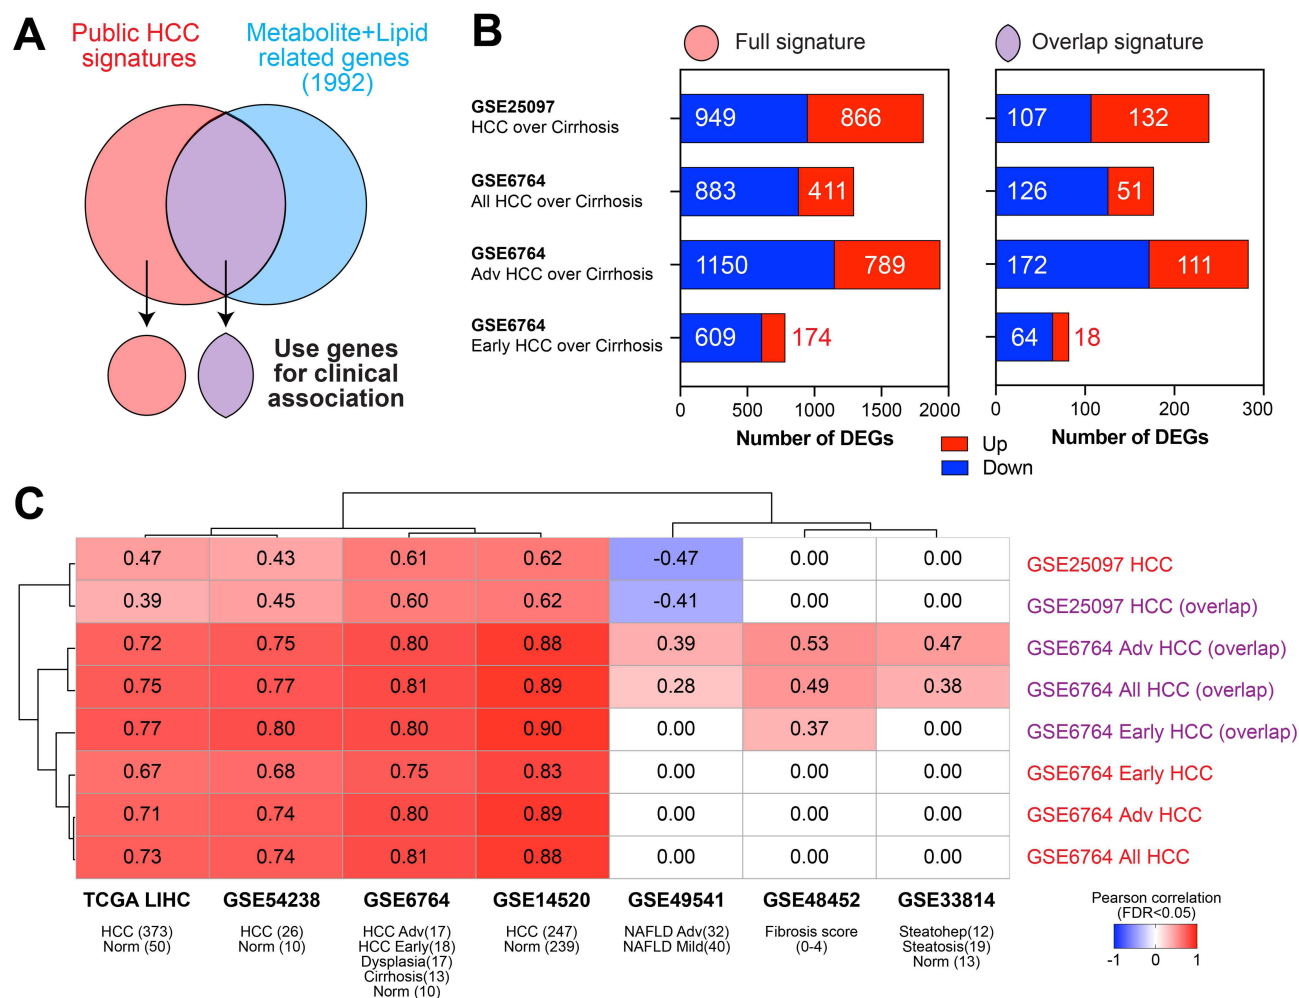 A
Public HCC
signatures
Metabolite+Lipid
related genes
(1992)
Use genes
for clinical
association
B
Full signature
Overlap signature
GSE25097
HCC over Cirrhosis
949 866
107 132
GSE6764
All HCC over Cirrhosis
883 411
126 51
GSE6764
Adv HCC over Cirrhosis
1150 789
172 111
GSE6764
Early HCC over Cirrhosis
609 174
64 18
0 500 1000 1500 2000
0 100 200 300
Number of DEGs
Number of DEGs
Up
Down
C
0.47 0.43 0.61 0.62 -0.47 0.00 0.00 GSE25097 HCC
0.39 0.45 0.60 0.62 -0.41 0.00 0.00 GSE25097 HCC (overlap)
0.72 0.75 0.80 0.88 0.39 0.53 0.47 GSE6764 Adv HCC (overlap)
0.75 0.77 0.81 0.89 0.28 0.49 0.38 GSE6764 All HCC (overlap)
0.77 0.80 0.80 0.90 0.00 0.37 0.00 GSE6764 Early HCC (overlap)
0.67 0.68 0.75 0.83 0.00 0.00 0.00 GSE6764 Early HCC
0.71 0.74 0.80 0.89 0.00 0.00 0.00 GSE6764 Adv HCC
0.73 0.74 0.81 0.88 0.00 0.00 0.00 GSE6764 All HCC
TCGA LIHC
HCC (373)
Norm (50)
GSE54238
HCC (26)
Norm (10)
GSE6764
HCC Adv(17)
HCC Early(18)
Dysplasia(17)
Cirrhosis(13)
Norm (10)
GSE14520
HCC (247)
Norm (239)
GSE49541
NAFLD Adv(32)
NAFLD Mild(40)
GSE48452
Fibrosis score
(0-4)
GSE33814
Steatohep(12)
Steatosis(19)
Norm (13)
Pearson correlation
(FDR<0.05)
-1 0 1